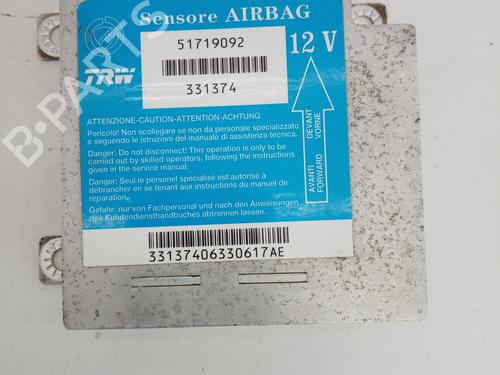 Sensore AIRBAG
51719092
12 V
TRW
331374
ATTENZIONE-CAUTION-ATTENTION-ACHTUNG
Pericolo! Non scollegare se non da personale specializzato
e seguendo le istruzioni del manuale di assistenza tecnica.
Danger: Do not disconnect! This operation is only to be
carried out by skilled operators, following the instructions
given in the service manual.
Danger: Seul le personel specialisé est autorisé à
débrancher en se tenant aux instructions du manuel de
reparation.
Gefahr: nur von Fachpersonal und nach den Anweisungen
des Kundendiensthandbuches abtrennen lassen.
AVANTI DEVANT
FORWARD VORNE
33137406330617AE
B-PARTS